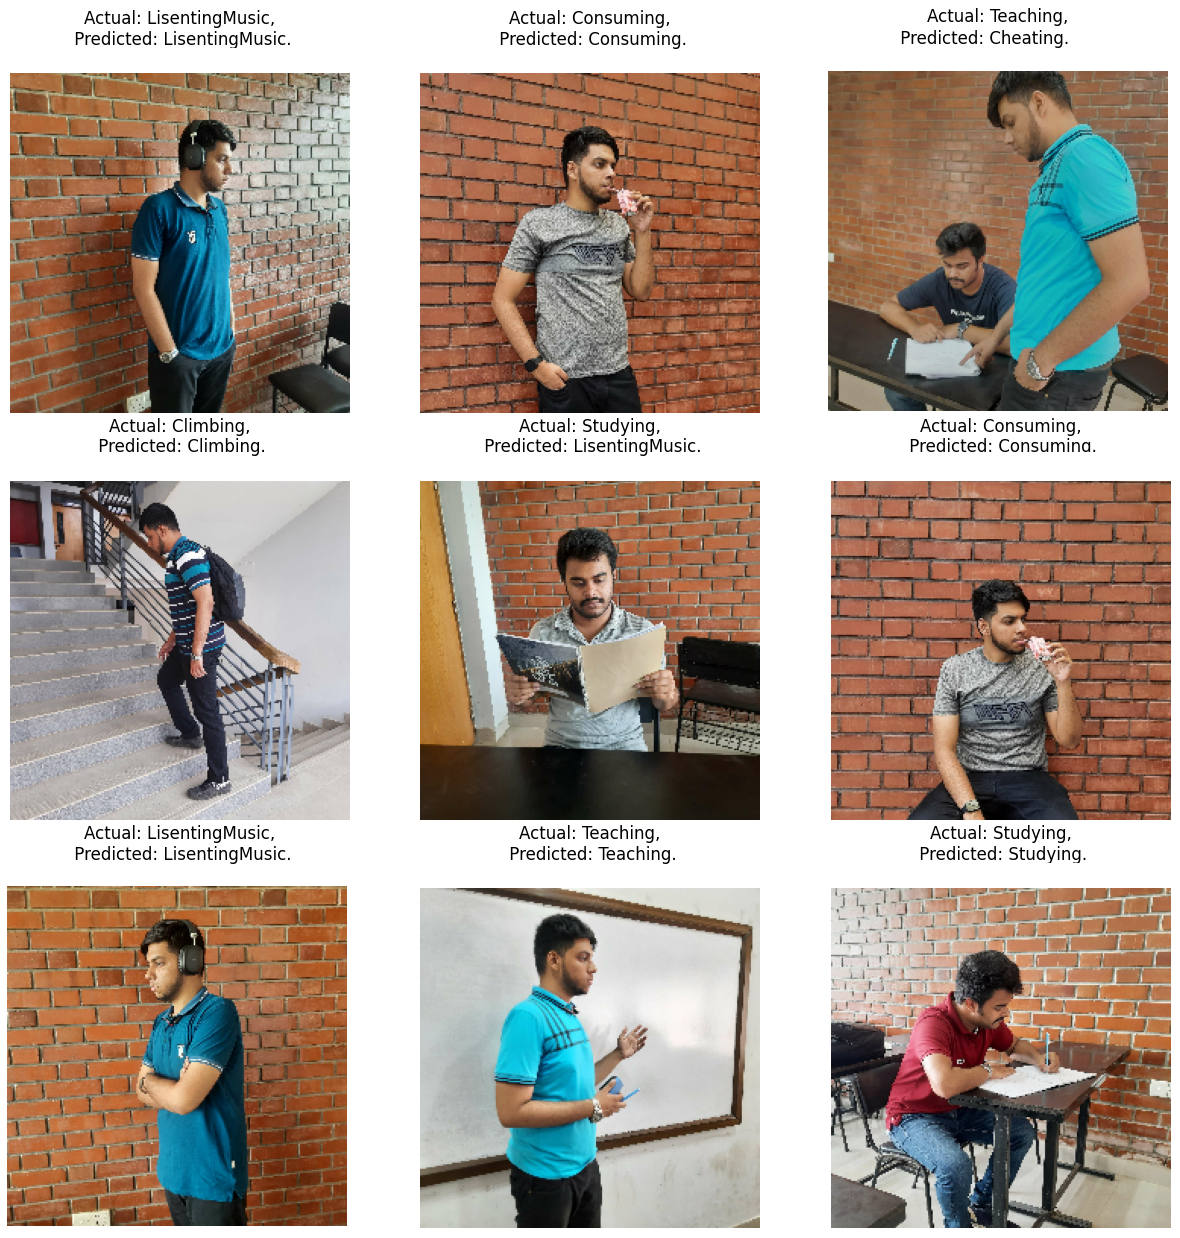 Actual: LisentingMusic,
Predicted: LisentingMusic.
Actual: Consuming,
Predicted: Consuming.
Actual: Teaching,
Predicted: Cheating.
Actual: Climbing,
Predicted: Climbing.
Actual: Studying,
Predicted: LisentingMusic.
Actual: Consuming,
Predicted: Consuming.
Actual: LisentingMusic,
Predicted: LisentingMusic.
Actual: Teaching,
Predicted: Teaching.
Actual: Studying,
Predicted: Studying.